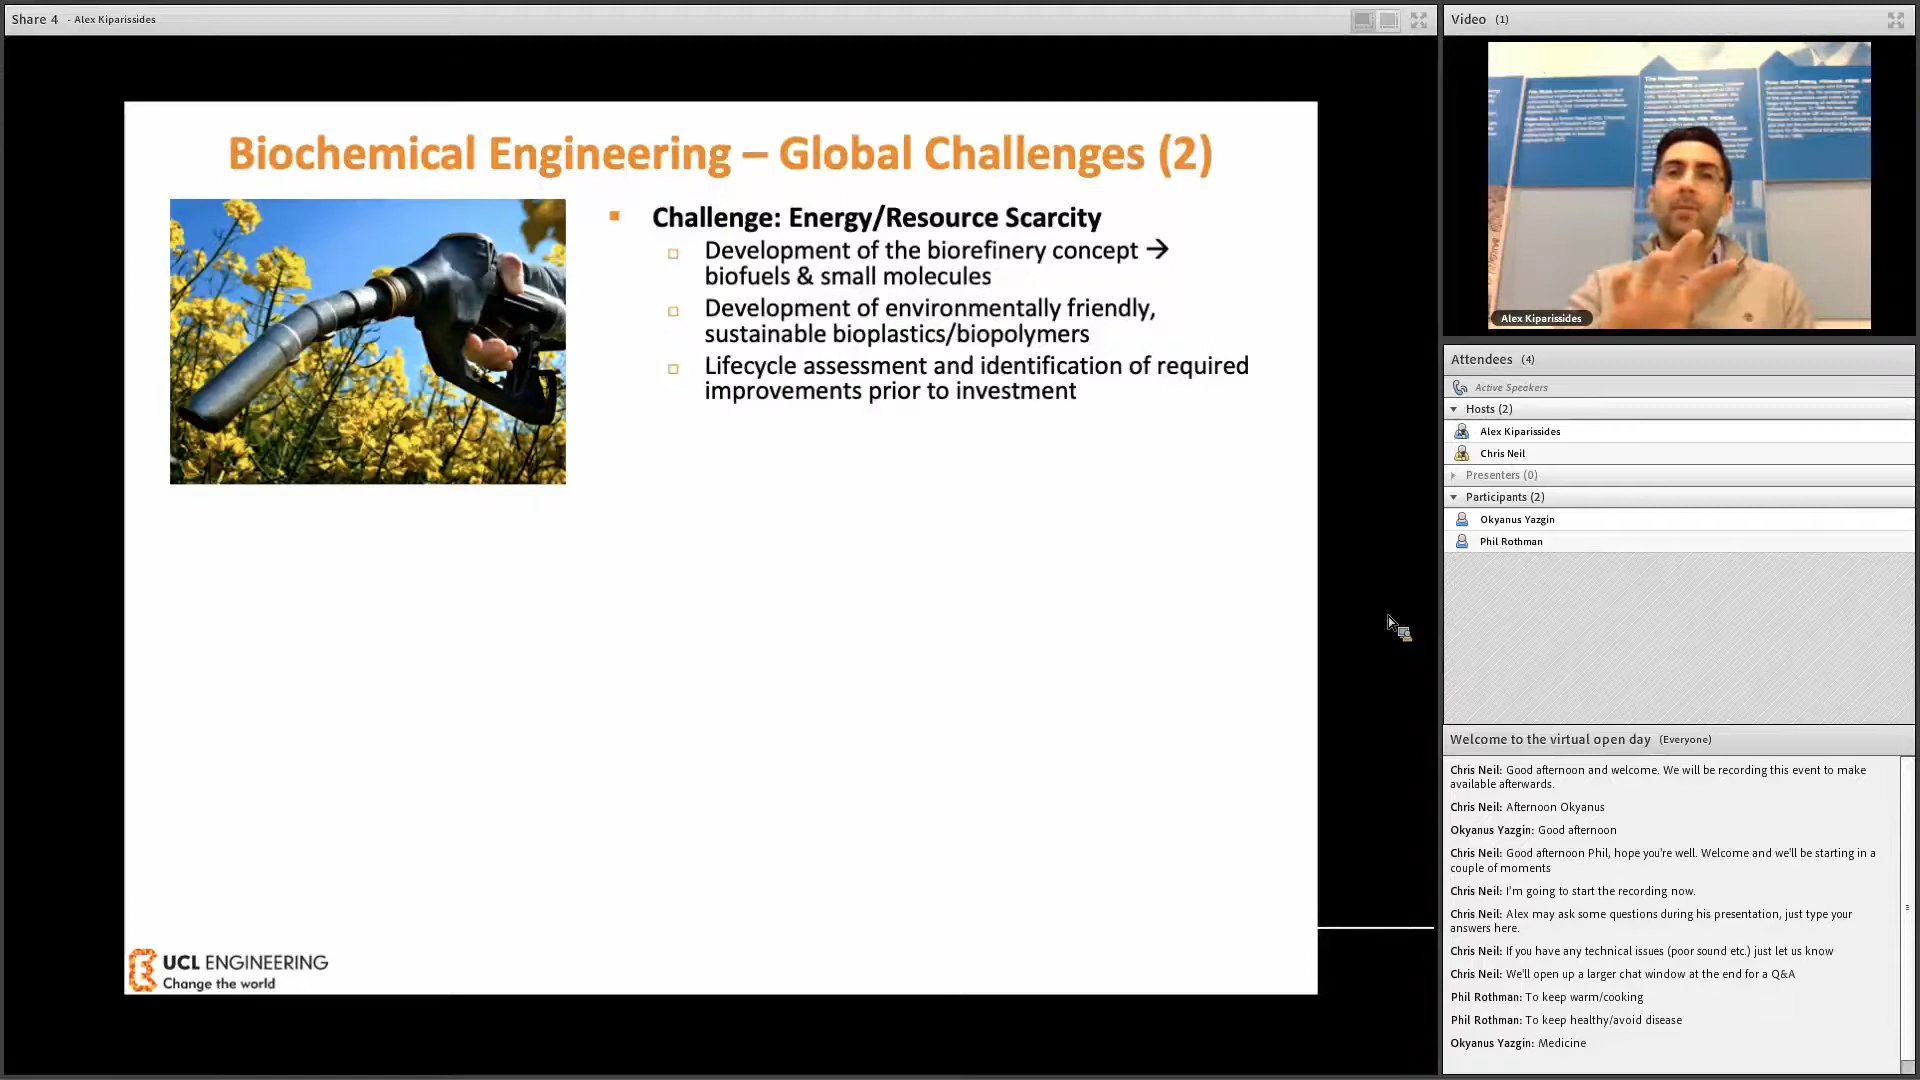 Share 4 - Alex Kiparissides
Biochemical Engineering – Global Challenges (2)
Challenge: Energy/Resource Scarcity
Development of the biorefinery concept →
biofuels & small molecules
Development of environmentally friendly,
sustainable bioplastics/biopolymers
Lifecycle assessment and identification of required
improvements prior to investment
UCL ENGINEERING
Change the world
Video (1)
Alex Kiparissides
Attendees (4)
Active Speakers
Hosts (2)
Alex Kiparissides
Chris Neil
Presenters (0)
Participants (2)
Okyanus Yazgin
Phil Rothman
Welcome to the virtual open day (Everyone)
Chris Neil: Good afternoon and welcome. We will be recording this event to make
available afterwards.
Chris Neil: Afternoon Okyanus
Okyanus Yazgin: Good afternoon
Chris Neil: Good afternoon Phil, hope you're well. Welcome and we'll be starting in a
couple of moments
Chris Neil: I'm going to start the recording now.
Chris Neil: Alex may ask some questions during his presentation, just type your
answers here.
Chris Neil: If you have any technical issues (poor sound etc.) just let us know
Chris Neil: We'll open up a larger chat window at the end for a Q&A
Phil Rothman: To keep warm/cooking
Phil Rothman: To keep healthy/avoid disease
Okyanus Yazgin: Medicine